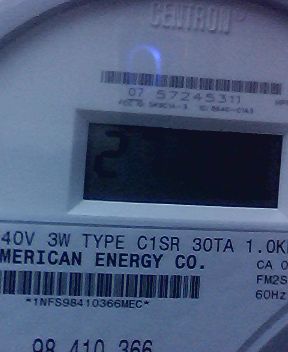 CENTRON
07 57245311
2
40V 3W TYPE C1SR 30TA 1.0K
MERICAN ENERGY CO.
CA 0
FM2S
60Hz
*1NFS98410366MEC*
98 410 366